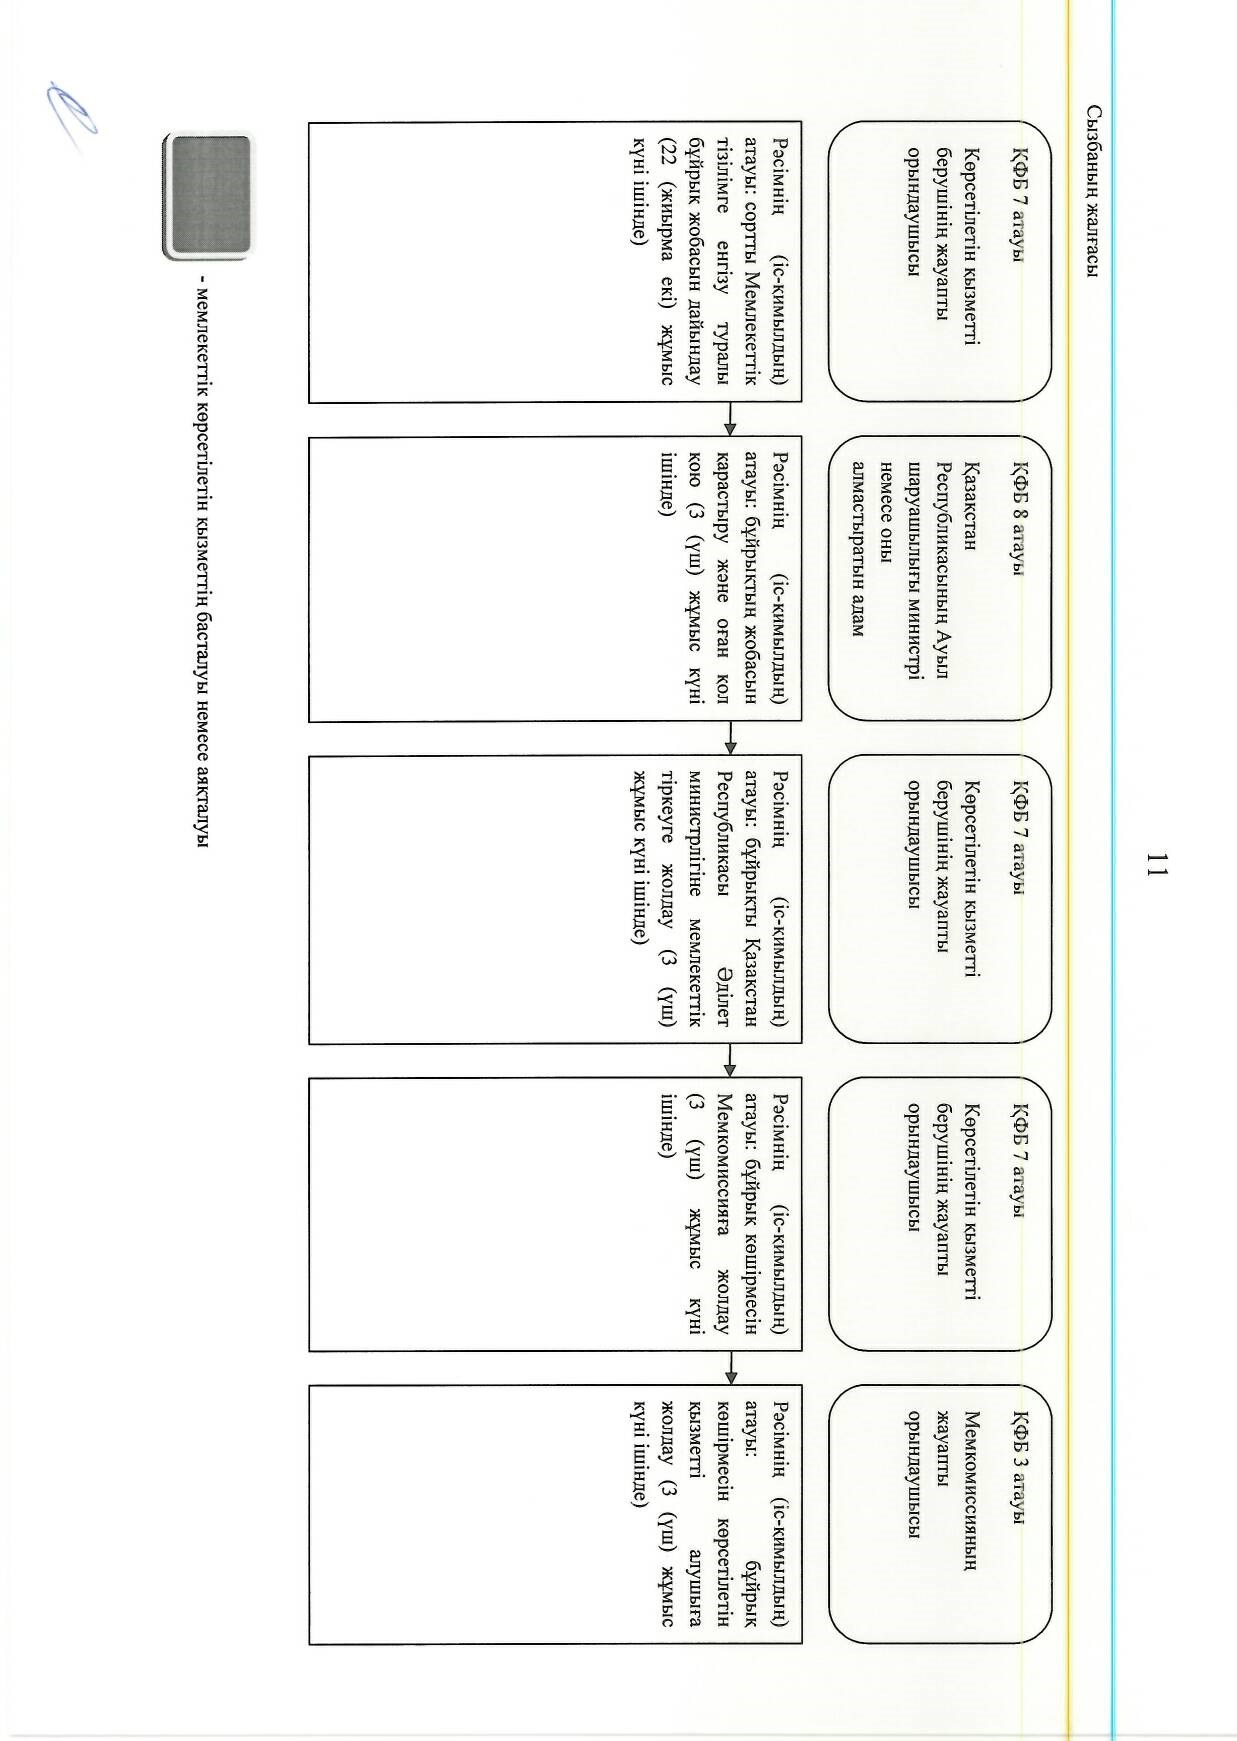 11
Сызбаның жалғасы
ҚФБ 7 атауы
Көрсетілетін қызметті
берушінің жауапты
орындаушысы
ҚФБ 8 атауы
Қазақстан
Республикасының Ауыл
шаруашылығы министрі
немесе оны
алмастыратын адам
ҚФБ 7 атауы
Көрсетілетін қызметті
берушінің жауапты
орындаушысы
ҚФБ 7 атауы
Көрсетілетін қызметті
берушінің жауапты
орындаушысы
ҚФБ 3 атауы
Мемкомиссияның
жауапты
орындаушысы
Рәсімнің (іс-қимылдың)
атауы: сортты Мемлекеттік
тізілімге енгізу туралы
бұйрық жобасын дайындау
(22 (жиырма екі) жұмыс
күні ішінде)
Рәсімнің (іс-қимылдың)
атауы: бұйрықтың жобасын
қарастыру және оған қол
қою (3 (үш) жұмыс күні
ішінде)
Рәсімнің (іс-қимылдың)
атауы: бұйрықты Қазақстан
Республикасы Әділет
министрлігіне мемлекеттік
тіркеуге жолдау (3 (үш)
жұмыс күні ішінде)
Рәсімнің (іс-қимылдың)
атауы: бұйрық көшірмесін
Мемкомиссияға жолдау
(3 (үш) жұмыс күні
ішінде)
Рәсімнің (іс-қимылдың)
атауы: бұйрық
көшірмесін көрсетілетін
қызметті алушыға
жолдау (3 (үш) жұмыс
күні ішінде)
- мемлекеттік көрсетілетін қызметтің басталуы немесе аяқталуы